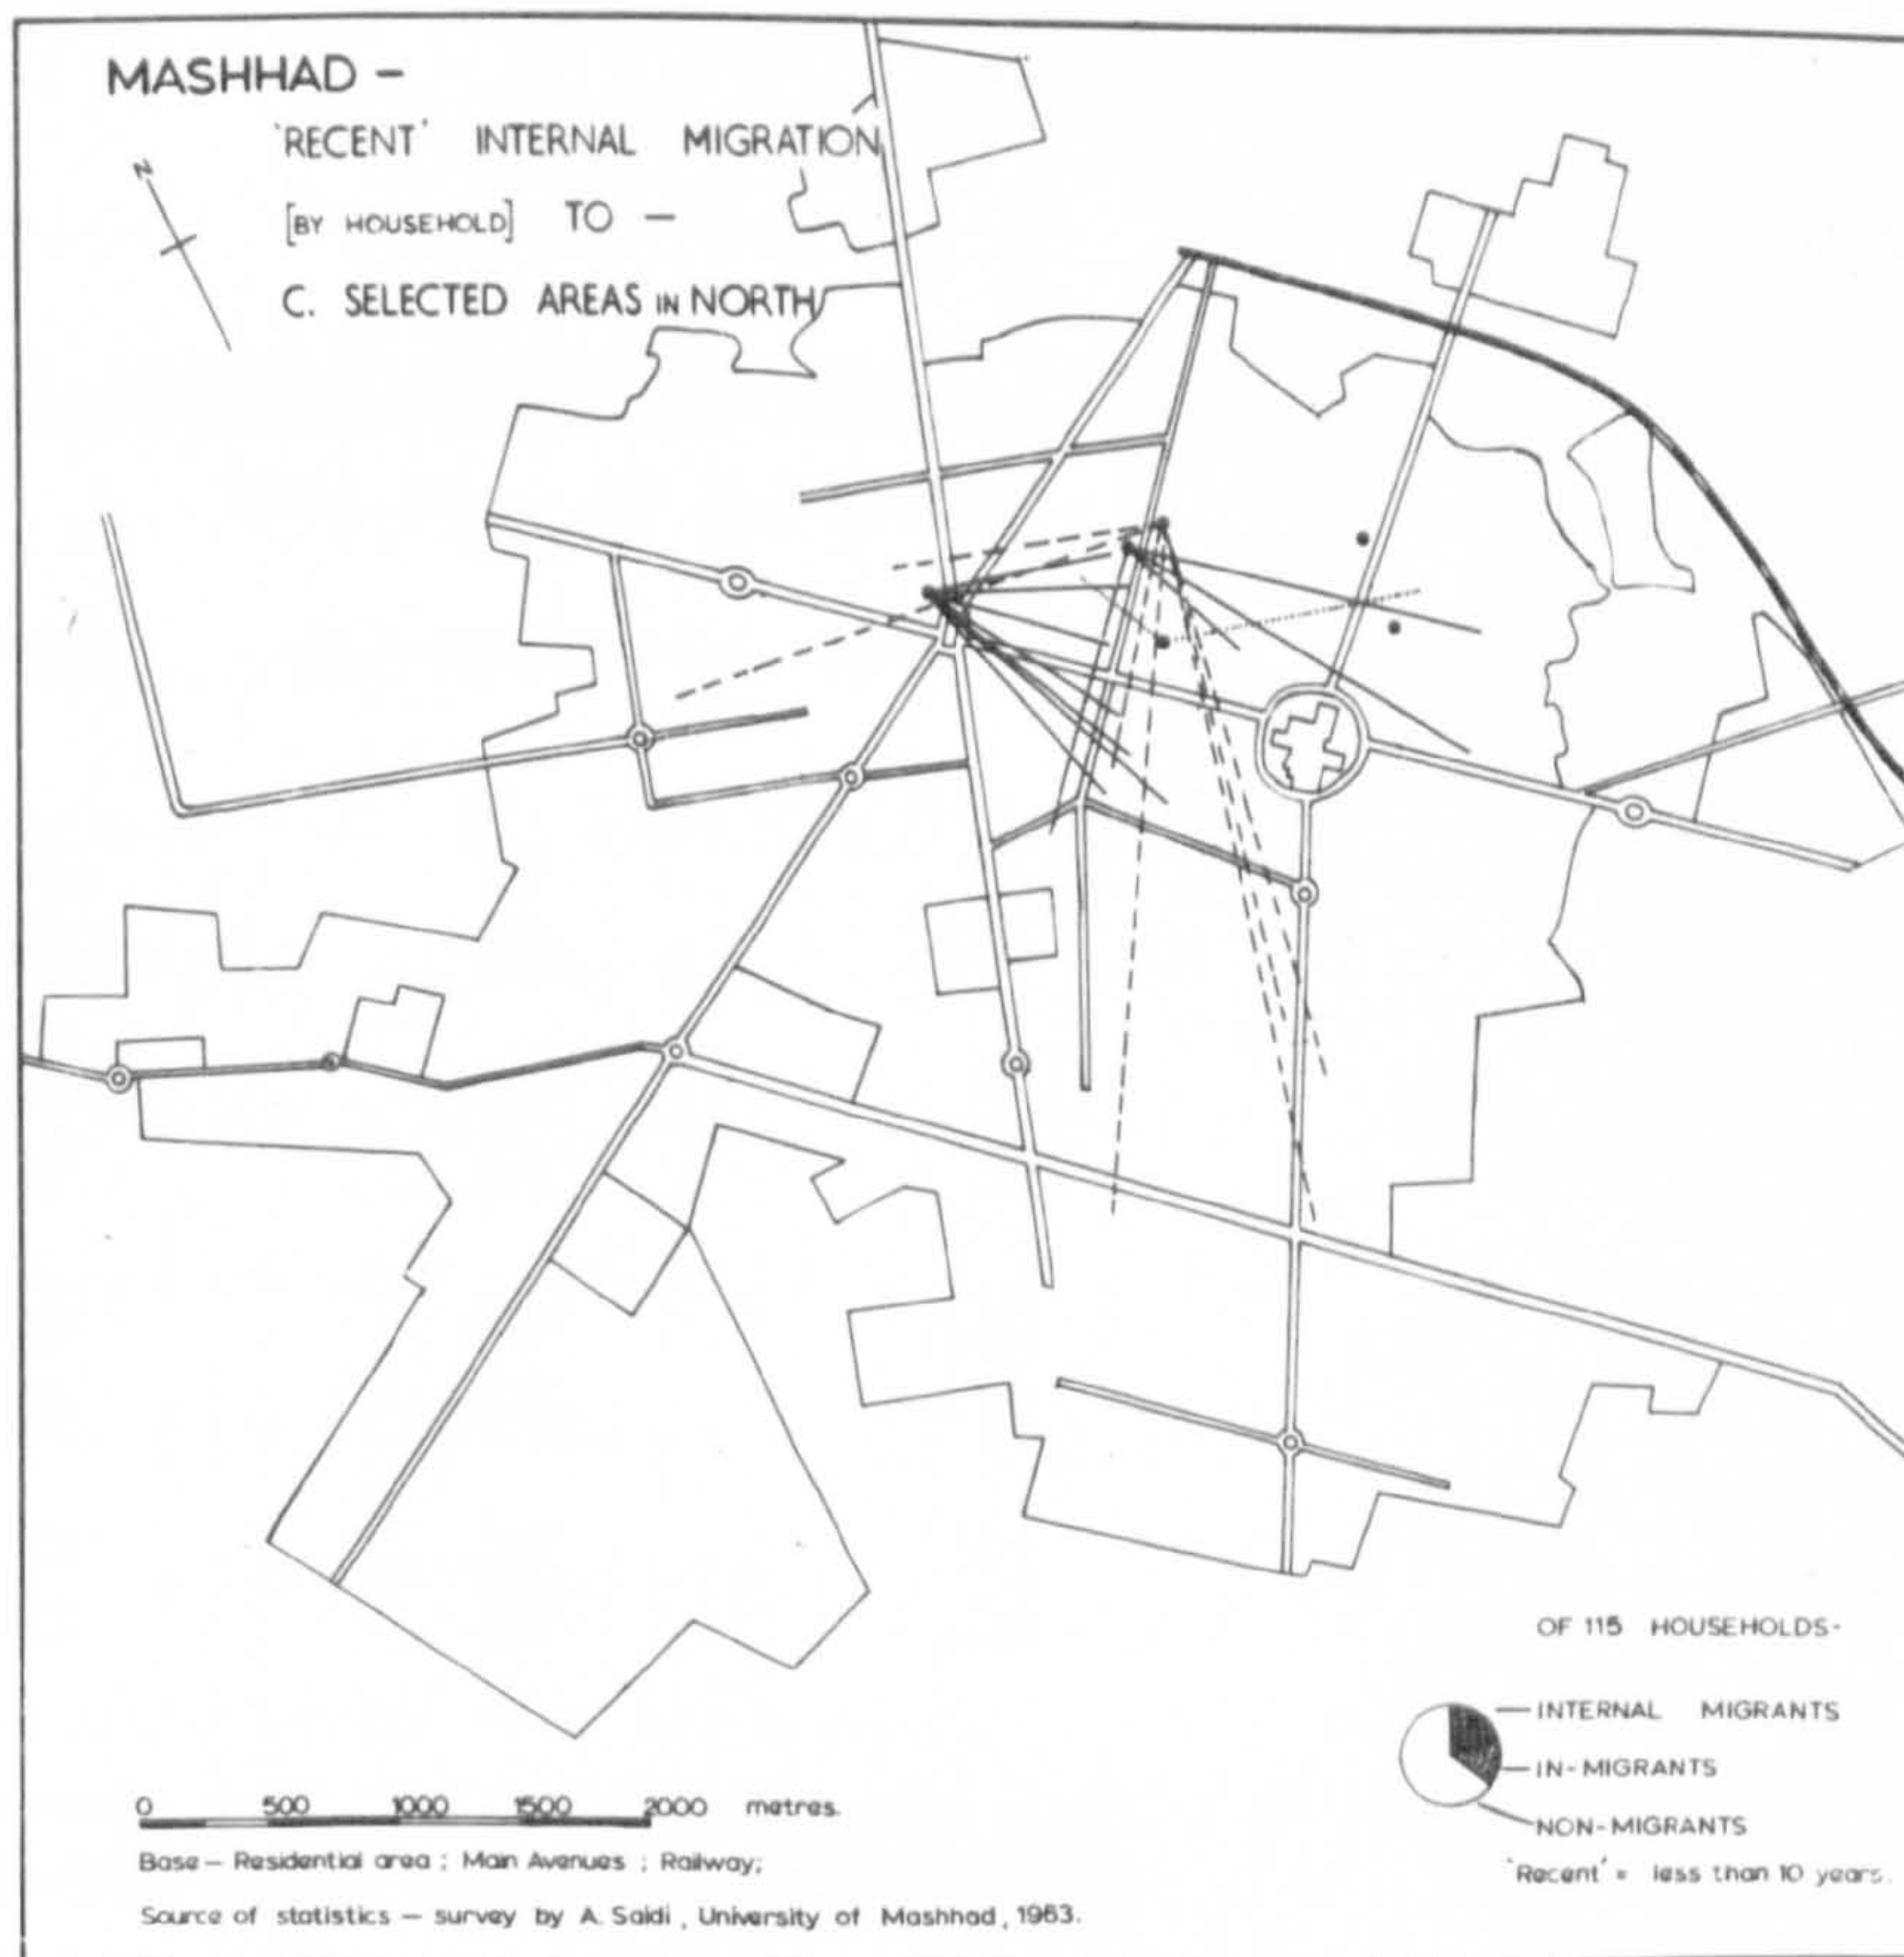 MASHHAD –
'RECENT' INTERNAL MIGRATION
[BY HOUSEHOLD] TO –
C. SELECTED AREAS IN NORTH
N
OF 115 HOUSEHOLDS-
INTERNAL MIGRANTS
IN-MIGRANTS
NON-MIGRANTS
'Recent' = less than 10 years.
0 500 1000 1500 2000 metres.
Base – Residential area ; Main Avenues ; Railway;
Source of statistics – survey by A. Saidi , University of Mashhad , 1963.